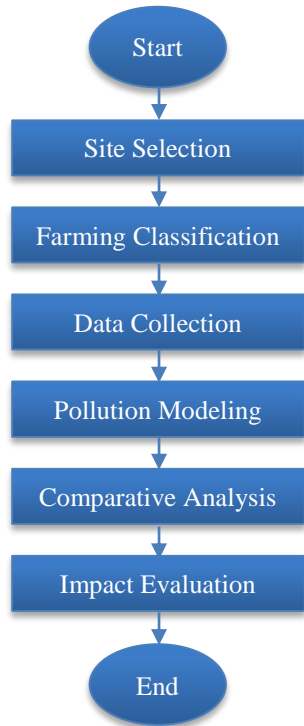 Start
Site Selection
Farming Classification
Data Collection
Pollution Modeling
Comparative Analysis
Impact Evaluation
End